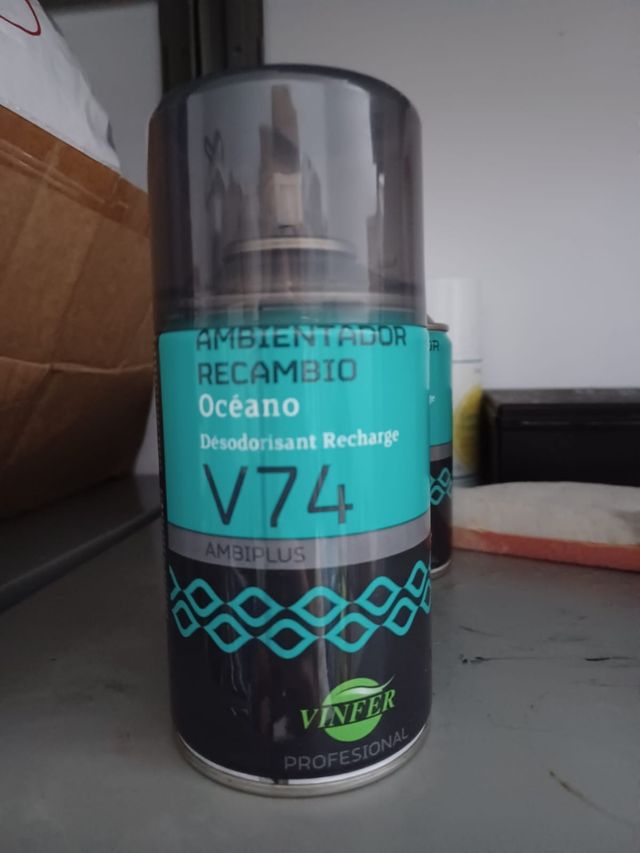 AMBIENTADOR
RECAMBIO
Océano
Désodorisant Recharge
V74
AMBIPLUS
VINFER
PROFESIONAL